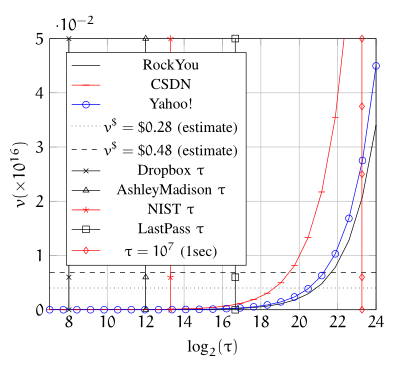 ·10⁻²
5
4
3
2
1
0
ν(×10¹⁶)
RockYou
CSDN
Yahoo!
v$ = $0.28 (estimate)
v$ = $0.48 (estimate)
Dropbox τ
AshleyMadison τ
NIST τ
LastPass τ
τ = 10⁷ (1sec)
8 10 12 14 16 18 20 22 24
log₂(τ)